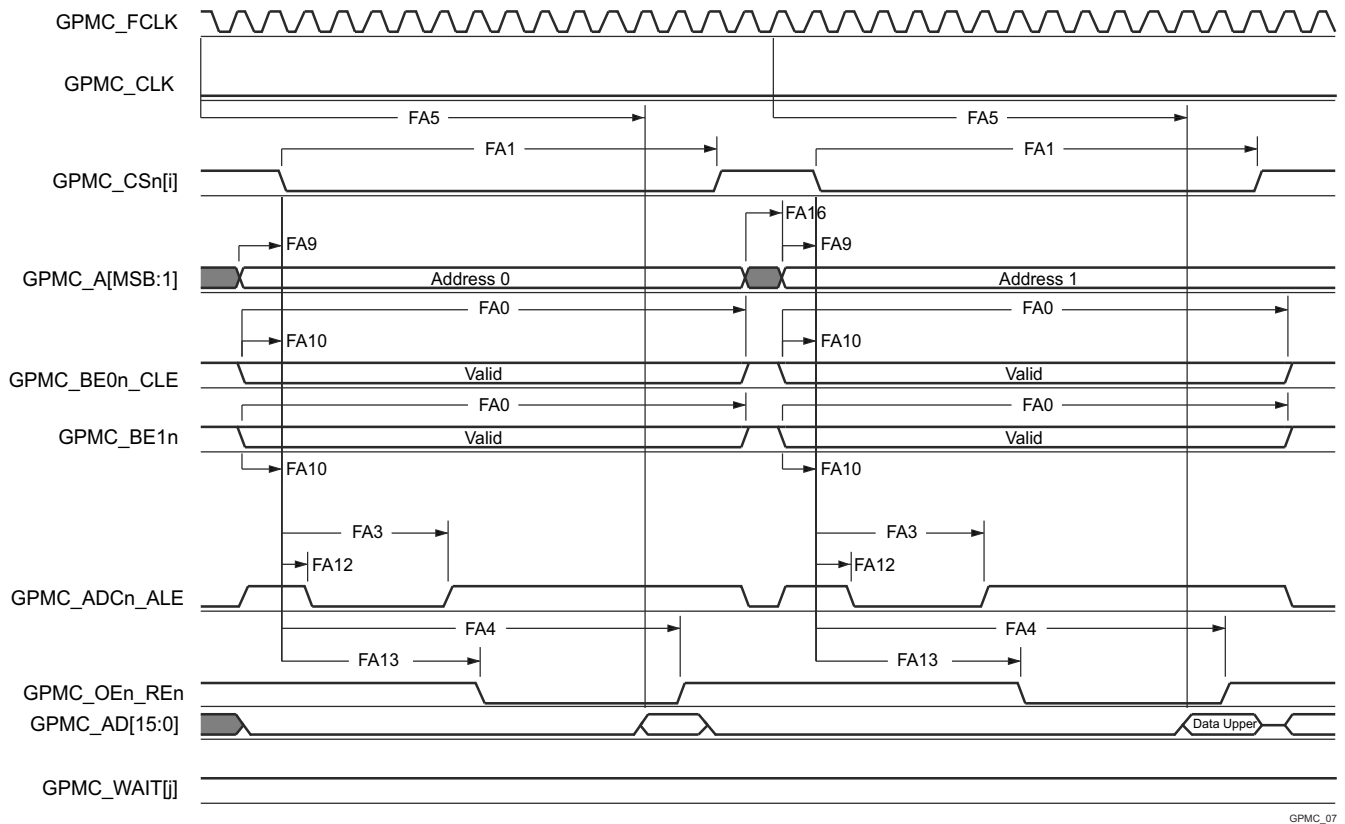 GPMC_FCLK
GPMC_CLK
FA5 FA5
FA1 FA1
GPMC_CSn[i]
FA16
FA9 FA9
GPMC_A[MSB:1] Address 0 Address 1
FA0 FA0
FA10 FA10
GPMC_BE0n_CLE Valid Valid
FA0 FA0
GPMC_BE1n Valid Valid
FA10 FA10
FA3 FA3
FA12 FA12
GPMC_ADCn_ALE
FA4 FA4
FA13 FA13
GPMC_OEn_REn
GPMC_AD[15:0] Data Upper
GPMC_WAIT[j]
GPMC_07